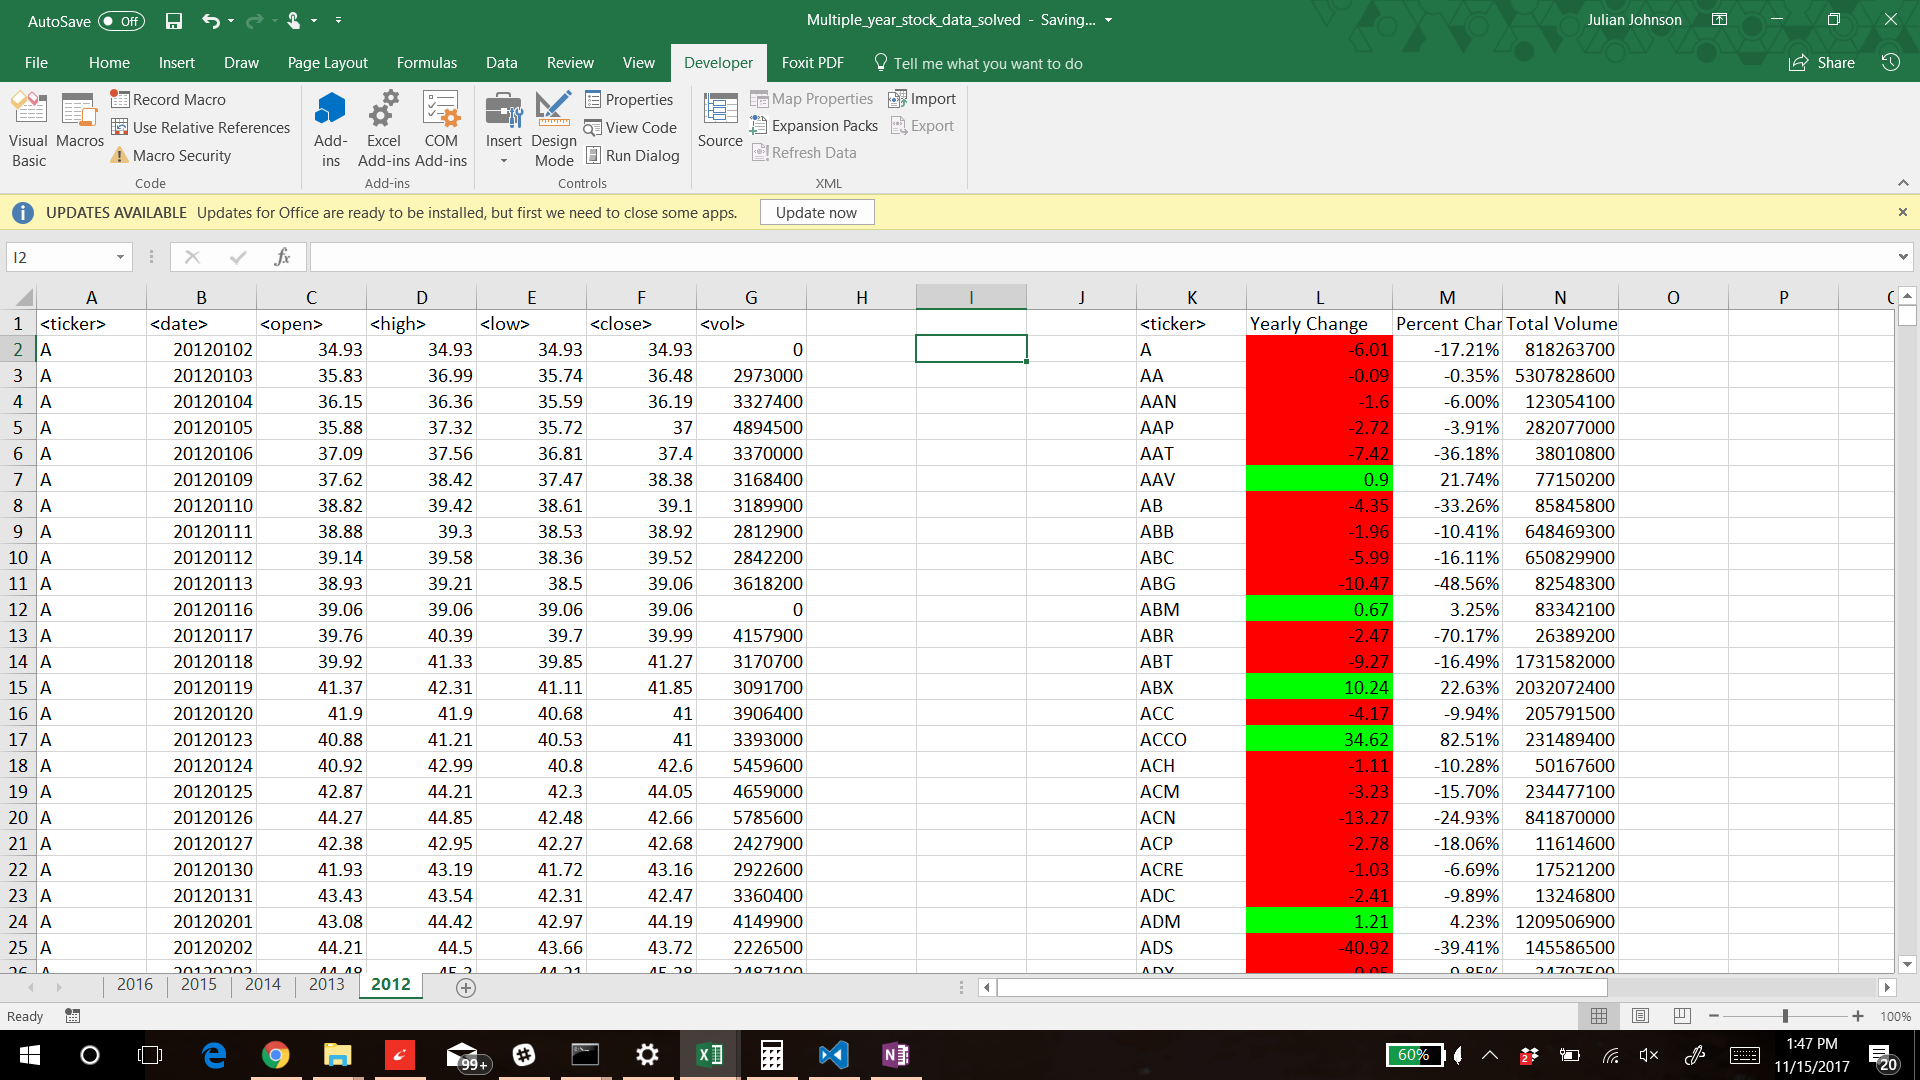 AutoSave Off
Multiple_year_stock_data_solved - Saving...
Julian Johnson
File Home Insert Draw Page Layout Formulas Data Review View Developer Foxit PDF Tell me what you want to do Share
Visual Basic
Macros
Record Macro
Use Relative References
Macro Security
Code
Add-ins
Excel Add-ins
COM Add-ins
Add-ins
Insert
Design Mode
Properties
View Code
Run Dialog
Controls
Source
Map Properties
Expansion Packs
Refresh Data
Import
Export
XML
UPDATES AVAILABLE Updates for Office are ready to be installed, but first we need to close some apps. Update now
I2
fx
A B C D E F G H I J K L M N O P
1 <ticker> <date> <open> <high> <low> <close> <vol> <ticker> Yearly Change Percent Char Total Volume
2 A 20120102 34.93 34.93 34.93 34.93 0 A -6.01 -17.21% 818263700
3 A 20120103 35.83 36.99 35.74 36.48 2973000 AA -0.09 -0.35% 5307828600
4 A 20120104 36.15 36.36 35.59 36.19 3327400 AAN -1.6 -6.00% 123054100
5 A 20120105 35.88 37.32 35.72 37 4894500 AAP -2.72 -3.91% 282077000
6 A 20120106 37.09 37.56 36.81 37.4 3370000 AAT -7.42 -36.18% 38010800
7 A 20120109 37.62 38.42 37.47 38.38 3168400 AAV 0.9 21.74% 77150200
8 A 20120110 38.82 39.42 38.61 39.1 3189900 AB -4.35 -33.26% 85845800
9 A 20120111 38.88 39.3 38.53 38.92 2812900 ABB -1.96 -10.41% 648469300
10 A 20120112 39.14 39.58 38.36 39.52 2842200 ABC -5.99 -16.11% 650829900
11 A 20120113 38.93 39.21 38.5 39.06 3618200 ABG -10.47 -48.56% 82548300
12 A 20120116 39.06 39.06 39.06 39.06 0 ABM 0.67 3.25% 83342100
13 A 20120117 39.76 40.39 39.7 39.99 4157900 ABR -2.47 -70.17% 26389200
14 A 20120118 39.92 41.33 39.85 41.27 3170700 ABT -9.27 -16.49% 1731582000
15 A 20120119 41.37 42.31 41.11 41.85 3091700 ABX 10.24 22.63% 2032072400
16 A 20120120 41.9 41.9 40.68 41 3906400 ACC -4.17 -9.94% 205791500
17 A 20120123 40.88 41.21 40.53 41 3393000 ACCO 34.62 82.51% 231489400
18 A 20120124 40.92 42.99 40.8 42.6 5459600 ACH -1.11 -10.28% 50167600
19 A 20120125 42.87 44.21 42.3 44.05 4659000 ACM -3.23 -15.70% 234477100
20 A 20120126 44.27 44.85 42.48 42.66 5785600 ACN -13.27 -24.93% 841870000
21 A 20120127 42.38 42.95 42.27 42.68 2427900 ACP -2.78 -18.06% 11614600
22 A 20120130 41.93 43.19 41.72 43.16 2922600 ACRE -1.03 -6.69% 17521200
23 A 20120131 43.43 43.54 42.31 42.47 3360400 ADC -2.41 -9.89% 13246800
24 A 20120201 43.08 44.42 42.97 44.19 4149900 ADM 1.21 4.23% 1209506900
25 A 20120202 44.21 44.5 43.66 43.72 2226500 ADS -40.92 -39.41% 145586500
2016 2015 2014 2013 2012
Ready
100%
99+
60%
2
1:47 PM
11/15/2017
20